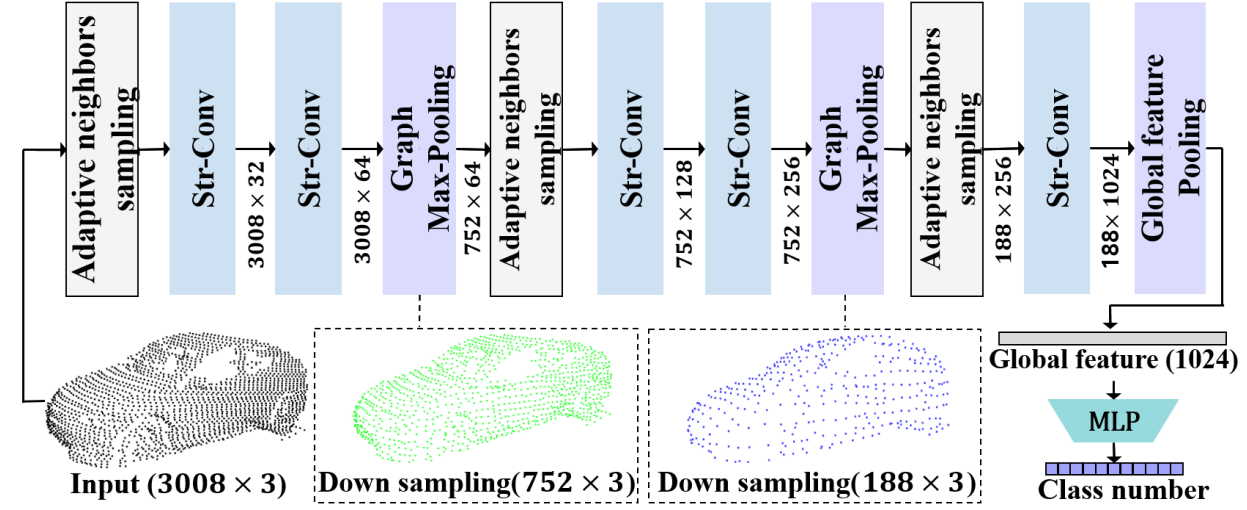 Adaptive neighbors
sampling
Str-Conv
3008 × 32
Str-Conv
3008 × 64
Graph
Max-Pooling
752 × 64
Adaptive neighbors
sampling
Str-Conv
752 × 128
Str-Conv
752 × 256
Graph
Max-Pooling
Adaptive neighbors
sampling
188 × 256
Str-Conv
188 × 1024
Global feature
Pooling
Input (3008 × 3)
Down sampling(752 × 3)
Down sampling(188 × 3)
Global feature (1024)
MLP
Class number